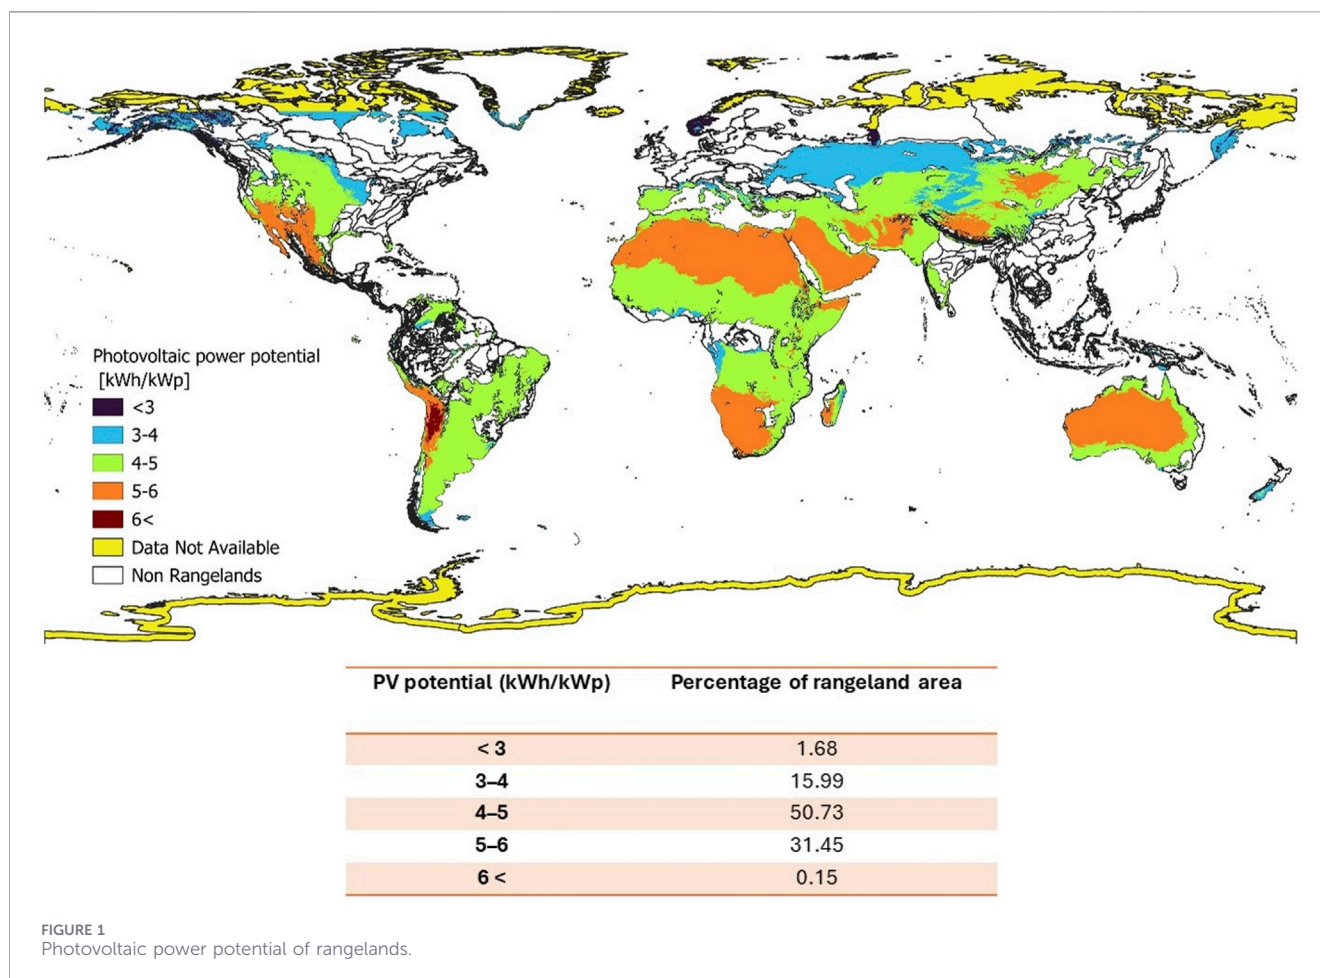 Photovoltaic power potential
[kWh/kWp]
<3
3-4
4-5
5-6
6<
Data Not Available
Non Rangelands
PV potential (kWh/kWp) Percentage of rangeland area
< 3 1.68
3–4 15.99
4–5 50.73
5–6 31.45
6 < 0.15
FIGURE 1
Photovoltaic power potential of rangelands.